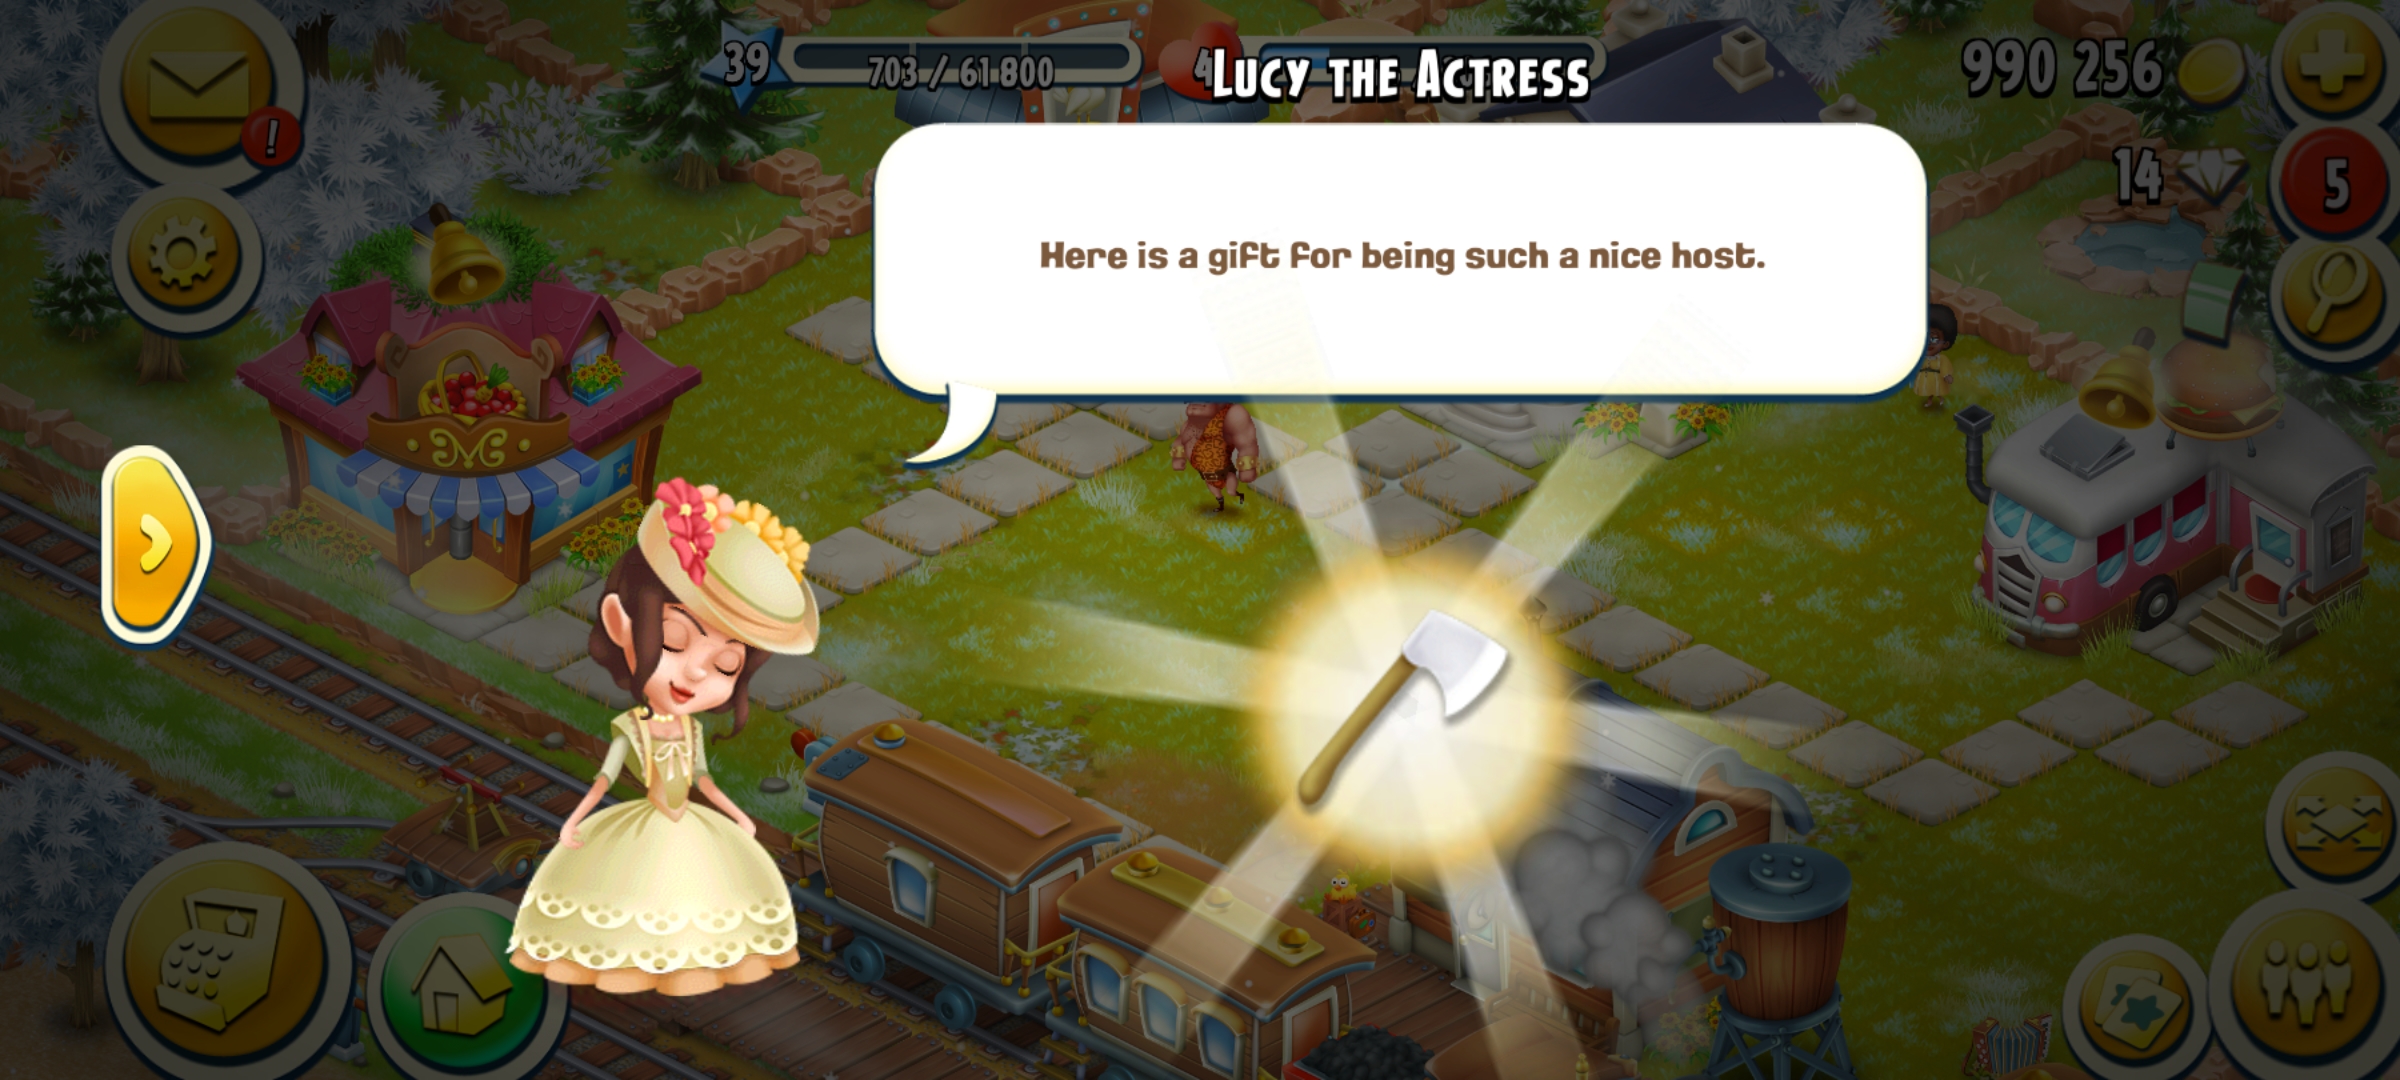 39
703 / 61 800
4
Lucy the Actress
990 256
14
5
!
Here is a gift for being such a nice host.